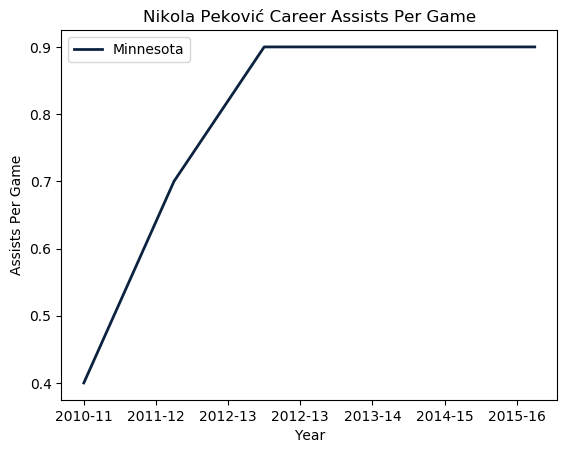 Nikola Peković Career Assists Per Game
Minnesota
Assists Per Game
0.9
0.8
0.7
0.6
0.5
0.4
2010-11 2011-12 2012-13 2012-13 2013-14 2014-15 2015-16
Year